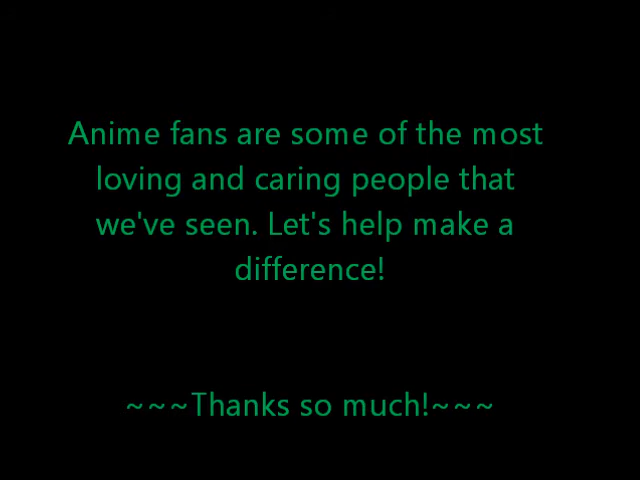 Anime fans are some of the most
loving and caring people that
we've seen. Let's help make a
difference!
~~~Thanks so much!~~~